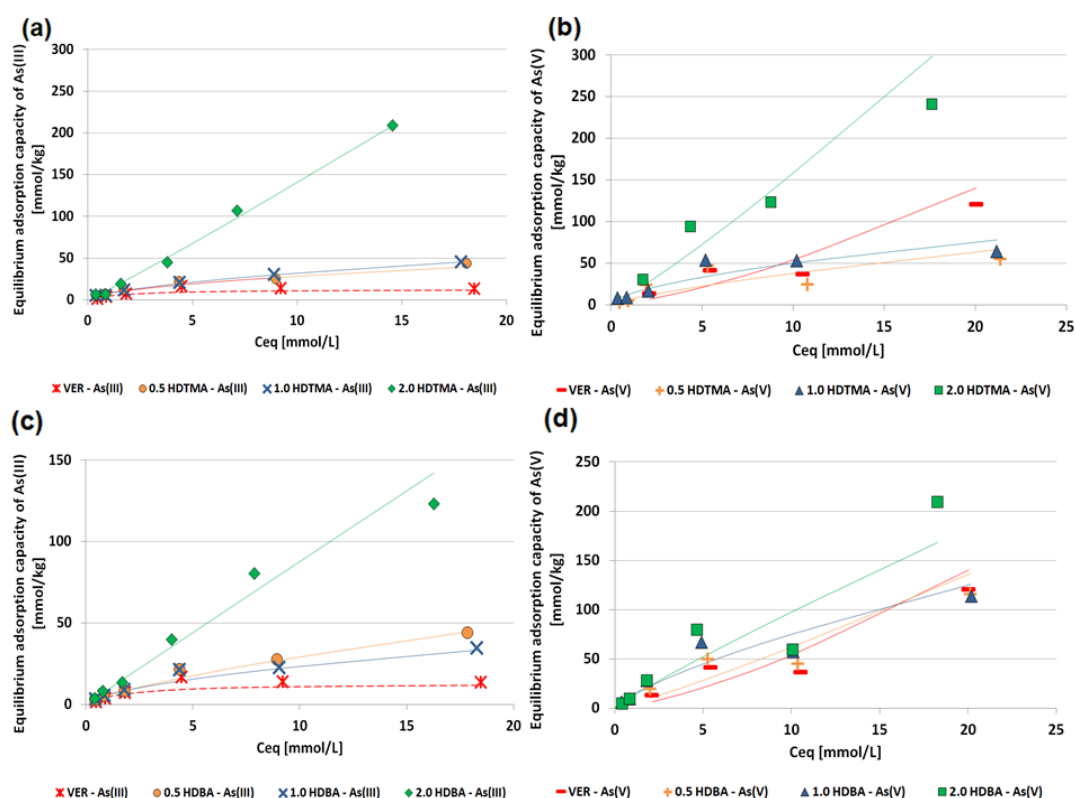 (a)
Equilibrium adsorption capacity of As(III)
[mmol/kg]
300
250
200
150
100
50
0
0 5 10 15 20
Ceq [mmol/L]
VER - As(III) 0.5 HDTMA - As(III) 1.0 HDTMA - As(III) 2.0 HDTMA - As(III)
(b)
Equilibrium adsorption capacity of As(V)
[mmol/kg]
300
250
200
150
100
50
0
0 5 10 15 20 25
Ceq [mmol/L]
VER - As(V) 0.5 HDTMA - As(V) 1.0 HDTMA - As(V) 2.0 HDTMA - As(V)
(c)
Equilibrium adsorption capacity of As(III)
[mmol/kg]
150
100
50
0
0 5 10 15 20
Ceq [mmol/L]
VER - As(III) 0.5 HDBA - As(III) 1.0 HDBA - As(III) 2.0 HDBA - As(III)
(d)
Equilibrium adsorption capacity of As(V)
[mmol/kg]
250
200
150
100
50
0
0 5 10 15 20 25
Ceq [mmol/L]
VER - As(V) 0.5 HDBA - As(V) 1.0 HDBA - As(V) 2.0 HDBA - As(V)